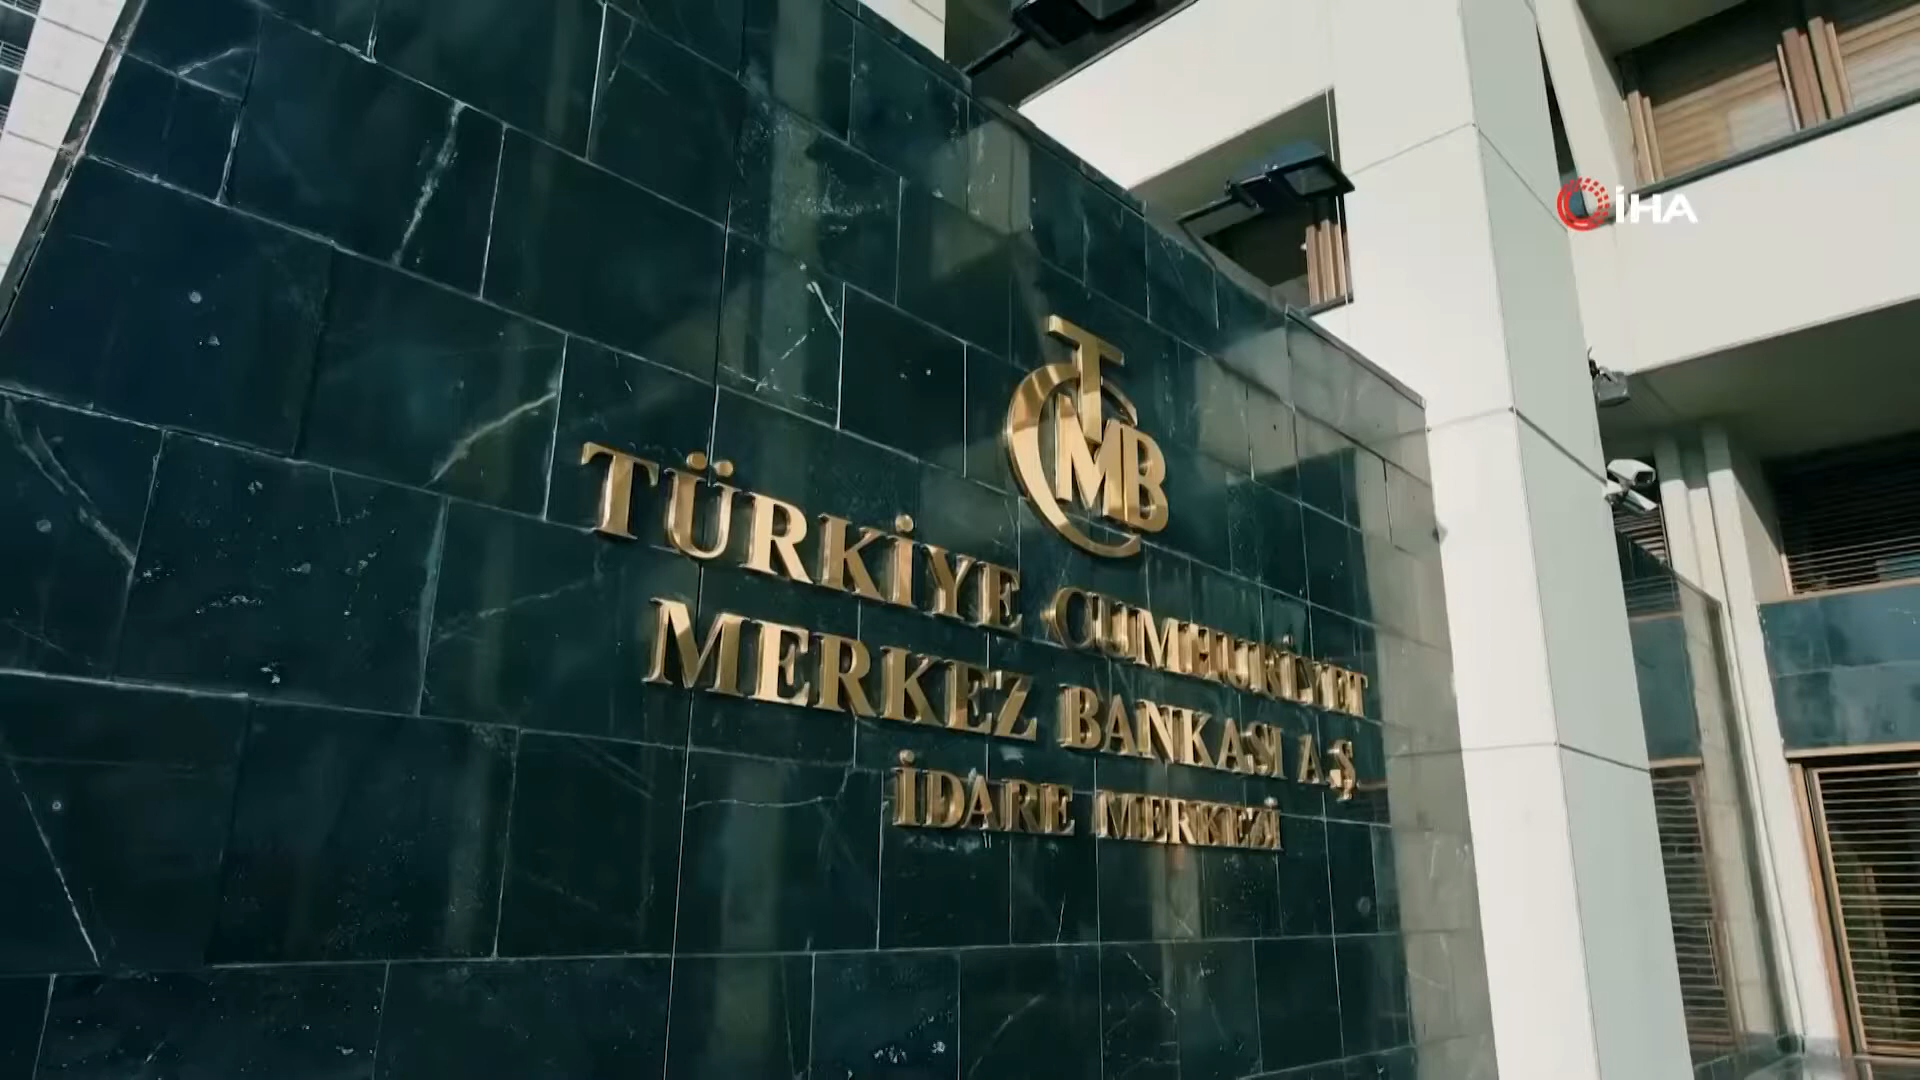 İHA
TCMB
TÜRKİYE CUMHURİYET
MERKEZ BANKASI A.Ş
İDARE MERKEZİ